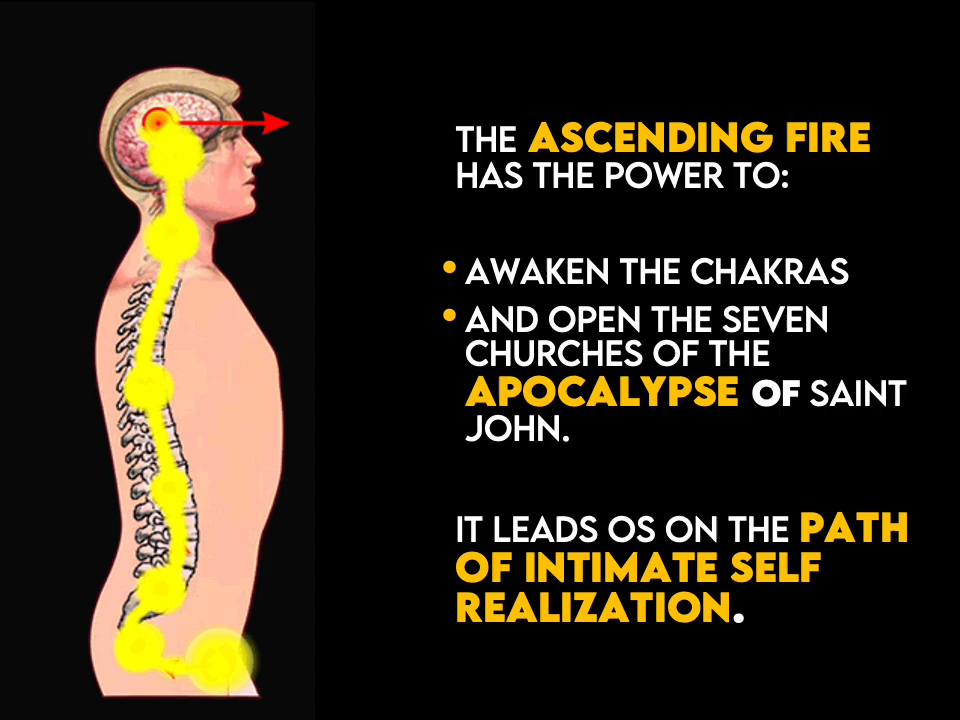 THE ASCENDING FIRE
HAS THE POWER TO:
• AWAKEN THE CHAKRAS
• AND OPEN THE SEVEN
CHURCHES OF THE
APOCALYPSE OF SAINT
JOHN.
IT LEADS OS ON THE PATH
OF INTIMATE SELF
REALIZATION.